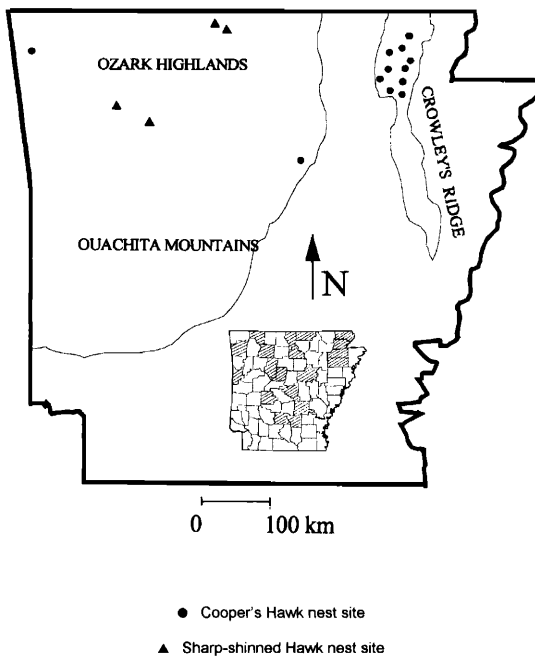 OZARK HIGHLANDS
CROWLEY'S RIDGE
OUACHITA MOUNTAINS
N
0 100 km
Cooper's Hawk nest site
Sharp-shinned Hawk nest site